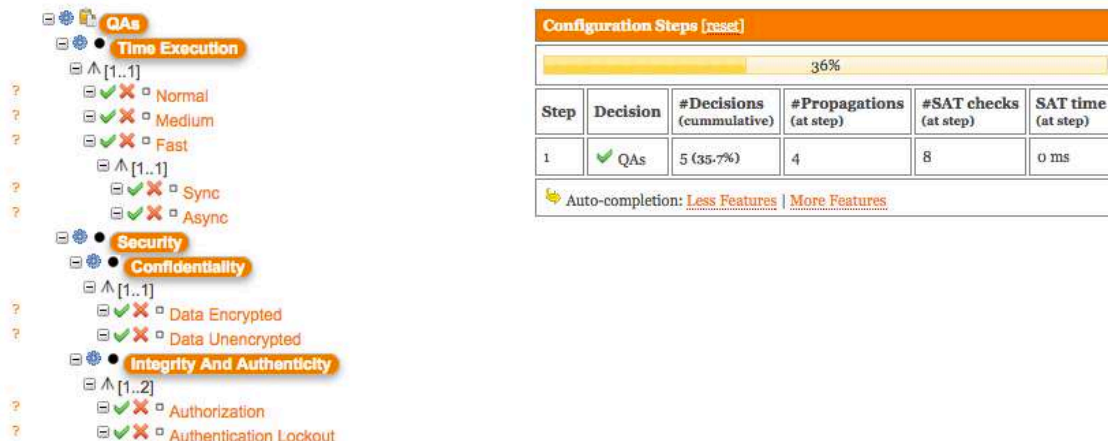 QAs
Time Execution
[1..1]
? Normal
? Medium
? Fast
[1..1]
? Sync
? Async
Security
Confidentiality
[1..1]
? Data Encrypted
? Data Unencrypted
Integrity And Authenticity
[1..2]
? Authorization
? Authentication Lockout
Configuration Steps [reset]
36%
Step Decision #Decisions (cummulative) #Propagations (at step) #SAT checks (at step) SAT time (at step)
1 QAs 5 (35.7%) 4 8 0 ms
Auto-completion: Less Features | More Features